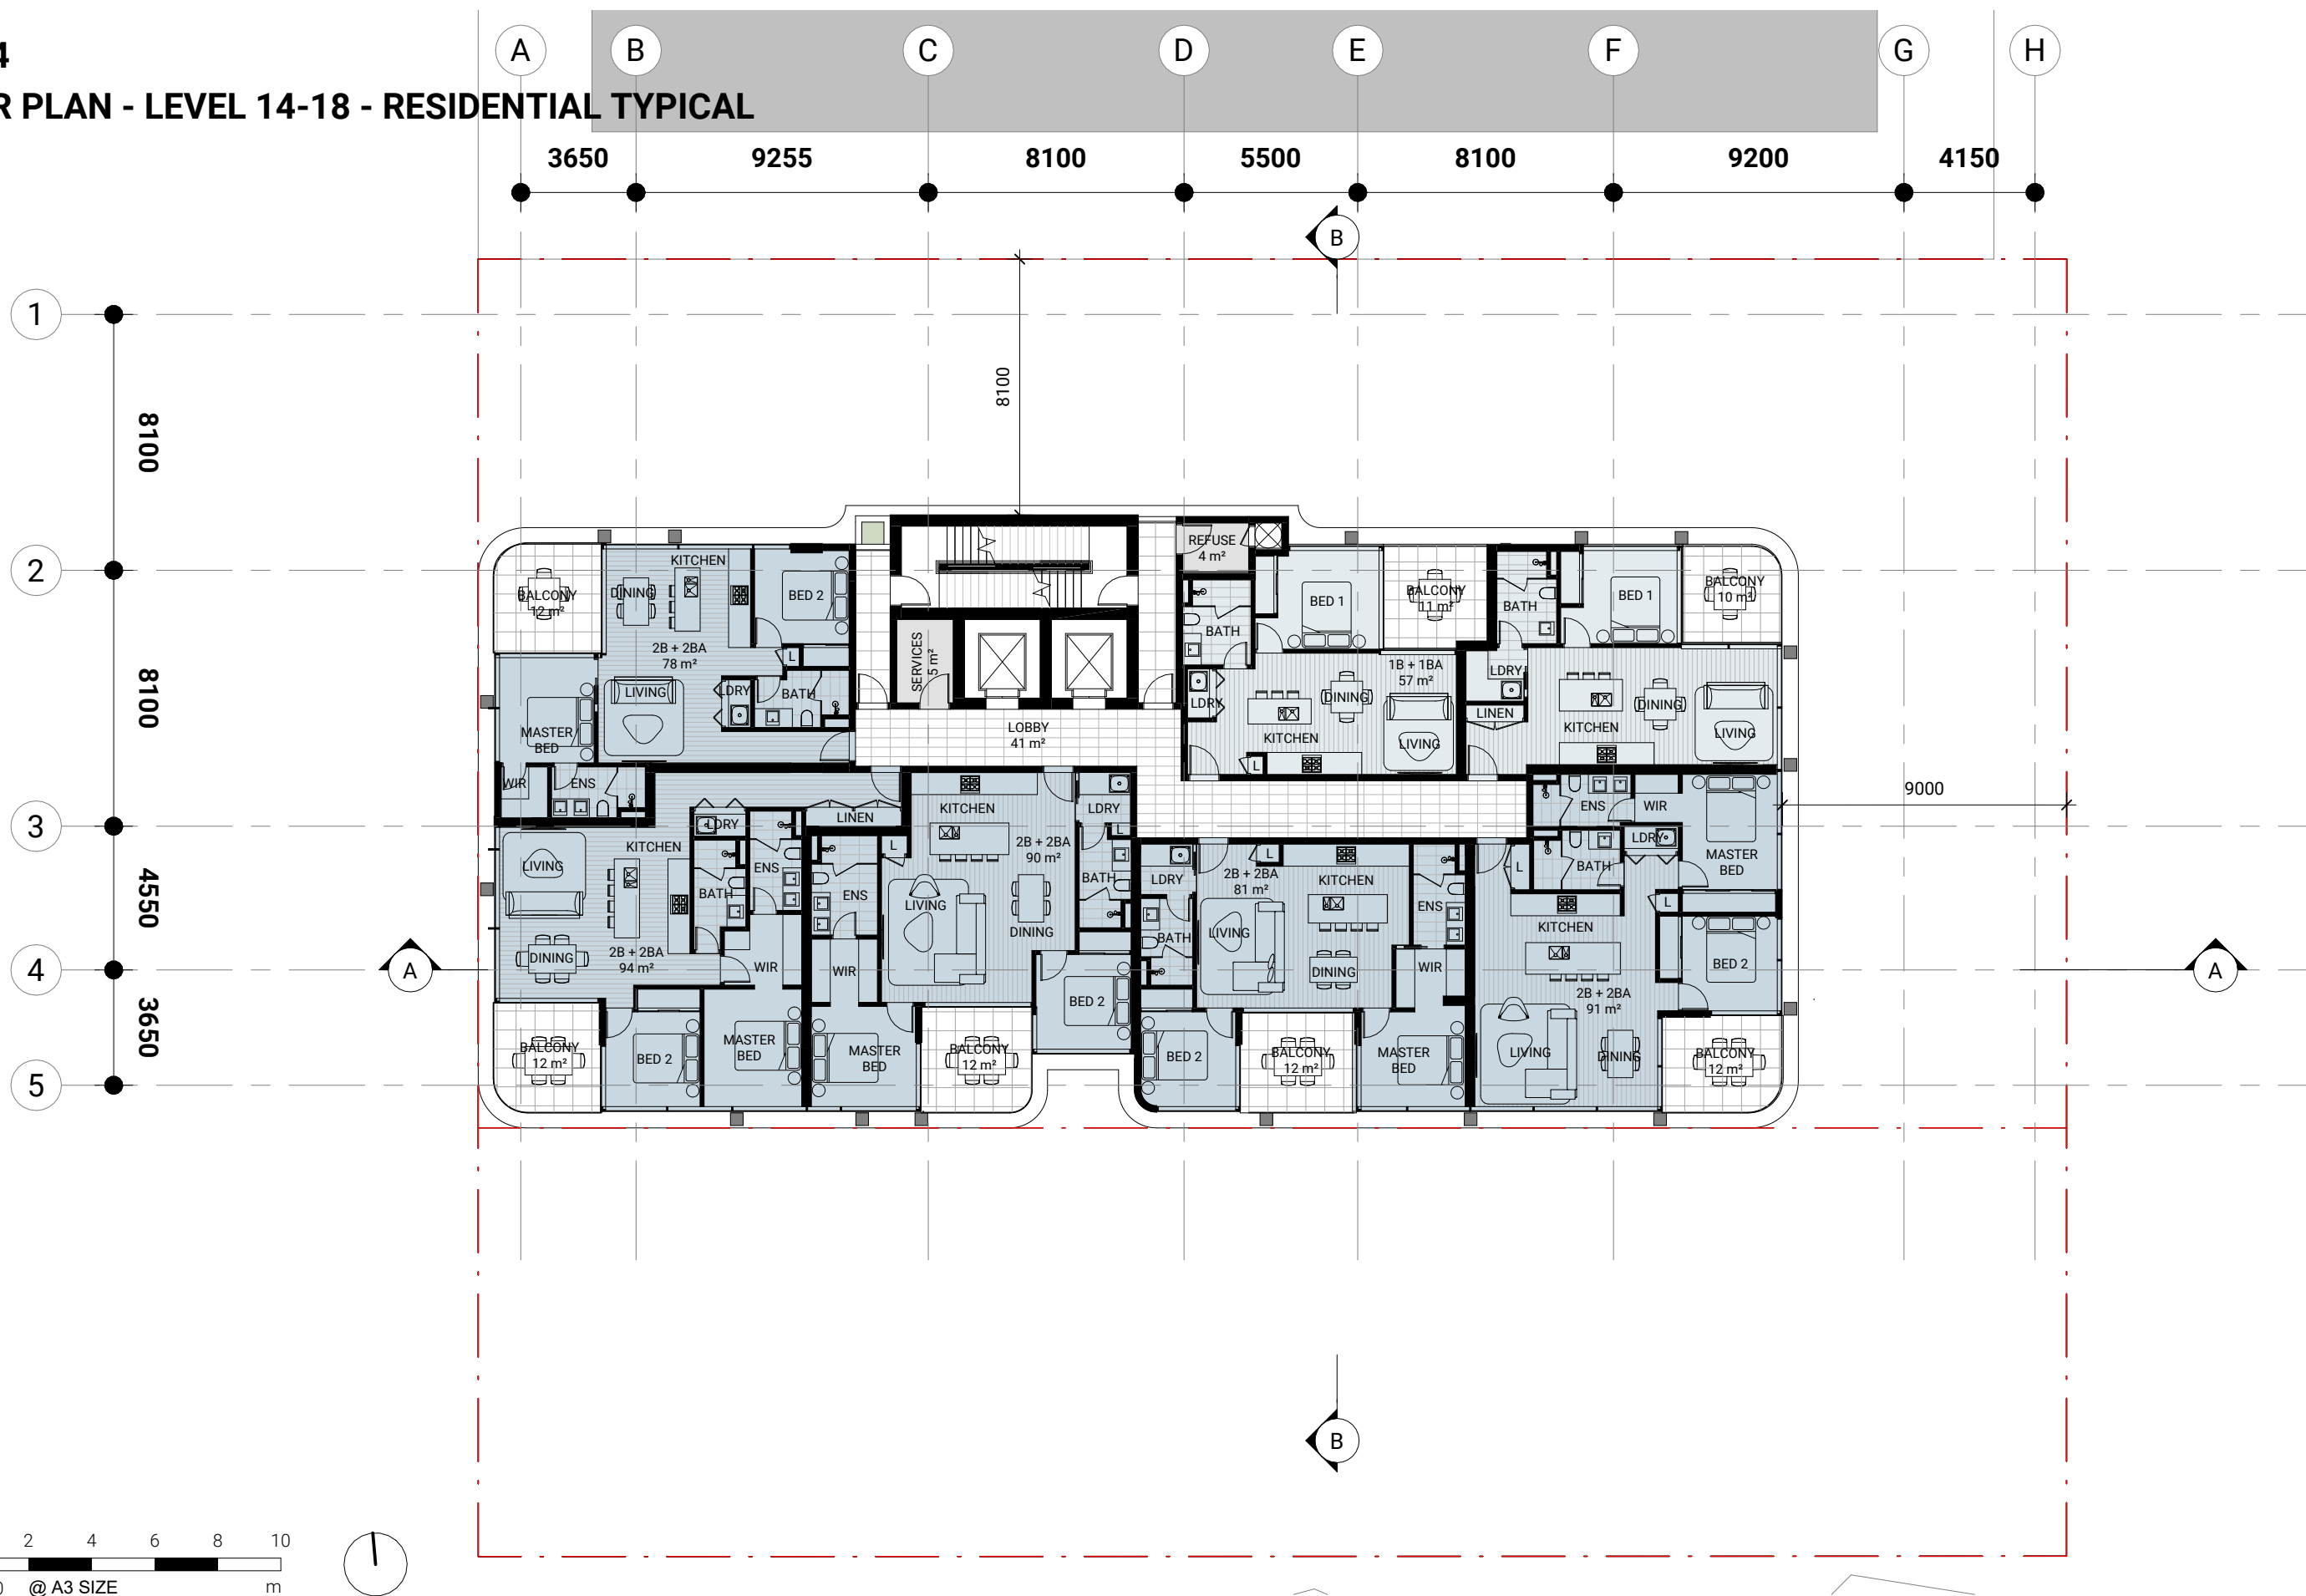 4
R PLAN - LEVEL 14-18 - RESIDENTIAL TYPICAL
A B C D E F G H
3650 9255 8100 5500 8100 9200 4150
B
1
8100
8100
2
REFUSE
4 m²
KITCHEN
BALCONY
12 m²
DINING
BED 2
BED 1
BALCONY
11 m²
BATH
BED 1
BALCONY
10 m²
2B + 2BA
78 m²
L
BATH
SERVICES
5 m²
1B + 1BA
57 m²
LDRY
8100
LIVING
LDRY
BATH
LDRY
DINING
DINING
LINEN
MASTER
BED
LOBBY
41 m²
KITCHEN
LIVING
KITCHEN
LIVING
L
WIR
ENS
9000
KITCHEN
LDRY
ENS
WIR
3
LDRY
LINEN
L
LDRY
KITCHEN
L
2B + 2BA
90 m²
LIVING
ENS
BATH
ENS
LIVING
BATH
DINING
2B + 2BA
81 m²
L
KITCHEN
LDRY
LIVING
BATH
ENS
L
BATH
MASTER
BED
L
KITCHEN
4550
DINING
2B + 2BA
94 m²
WIR
WIR
DINING
WIR
BED 2
4
A
A
3650
BED 2
2B + 2BA
91 m²
BALCONY
12 m²
BED 2
MASTER
BED
MASTER
BED
BALCONY
12 m²
BED 2
BALCONY
12 m²
MASTER
BED
LIVING
DINING
BALCONY
12 m²
5
B
2 4 6 8 10
0 @ A3 SIZE m